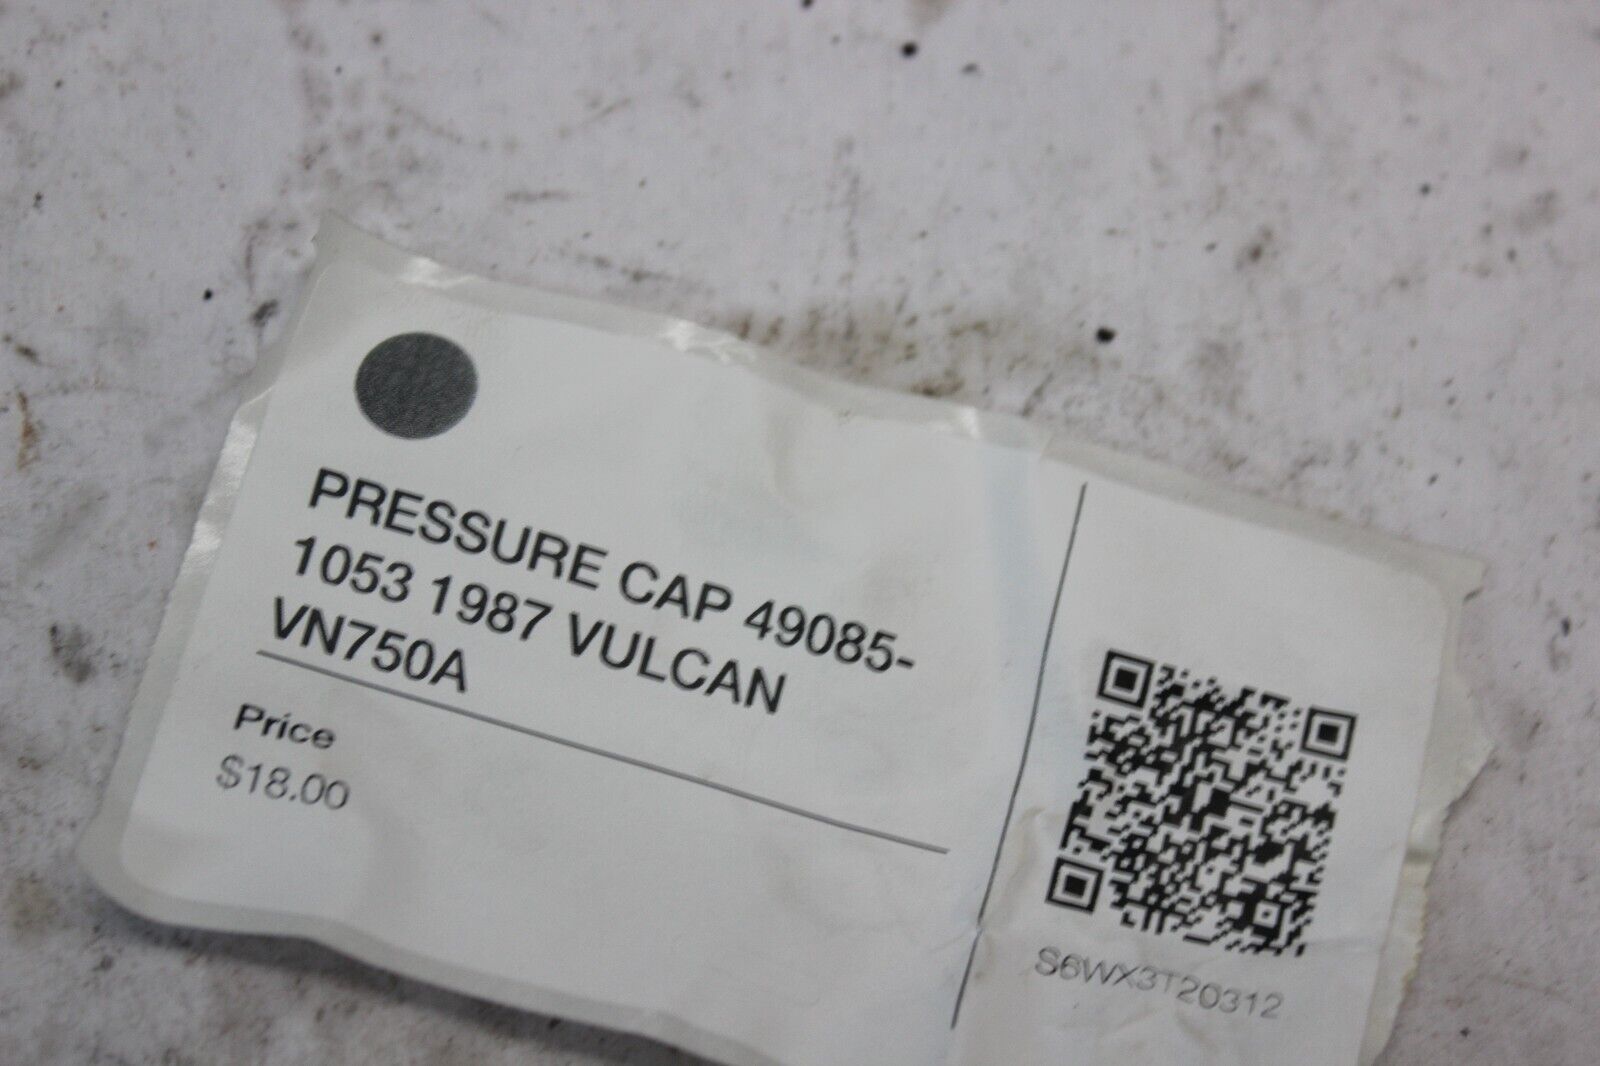 PRESSURE CAP 49085-
1053 1987 VULCAN
VN750A
Price
$18.00
S6WX3T20312